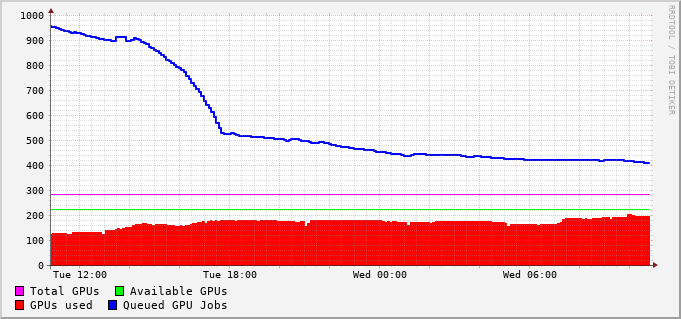 1000
900
800
700
600
500
400
300
200
100
0
Tue 12:00 Tue 18:00 Wed 00:00 Wed 06:00
Total GPUs Available GPUs
GPUs used Queued GPU Jobs
RRDTOOL / TOBI OETIKER